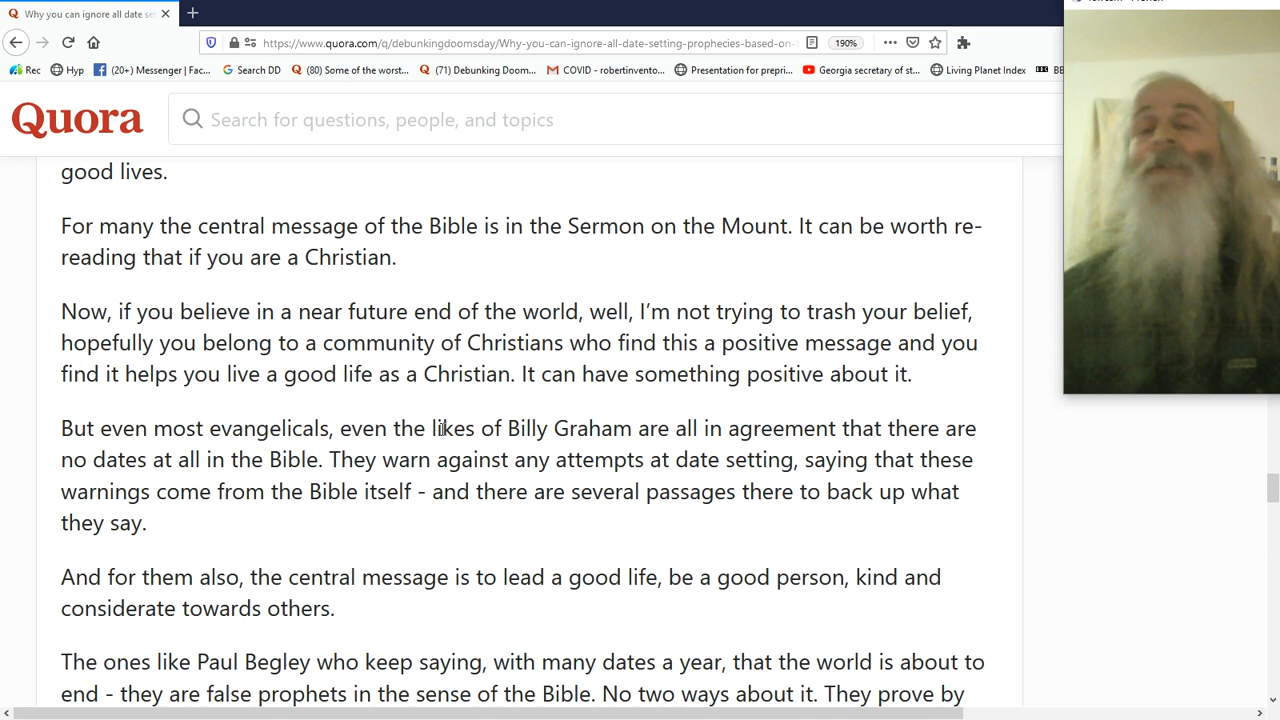 Why you can ignore all date se
https://www.quora.com/q/debunkingdoomsday/Why-you-can-ignore-all-date-setting-prophecies-based-on-
190%
Rec
Hyp
(20+) Messenger | Fac...
Search DD
(80) Some of the worst...
(71) Debunking Doom...
COVID - robertinvento...
Presentation for prepri...
Georgia secretary of st...
Living Planet Index
Quora
Search for questions, people, and topics
good lives.
For many the central message of the Bible is in the Sermon on the Mount. It can be worth re-
reading that if you are a Christian.
Now, if you believe in a near future end of the world, well, I’m not trying to trash your belief,
hopefully you belong to a community of Christians who find this a positive message and you
find it helps you live a good life as a Christian. It can have something positive about it.
But even most evangelicals, even the likes of Billy Graham are all in agreement that there are
no dates at all in the Bible. They warn against any attempts at date setting, saying that these
warnings come from the Bible itself - and there are several passages there to back up what
they say.
And for them also, the central message is to lead a good life, be a good person, kind and
considerate towards others.
The ones like Paul Begley who keep saying, with many dates a year, that the world is about to
end - they are false prophets in the sense of the Bible. No two ways about it. They prove by